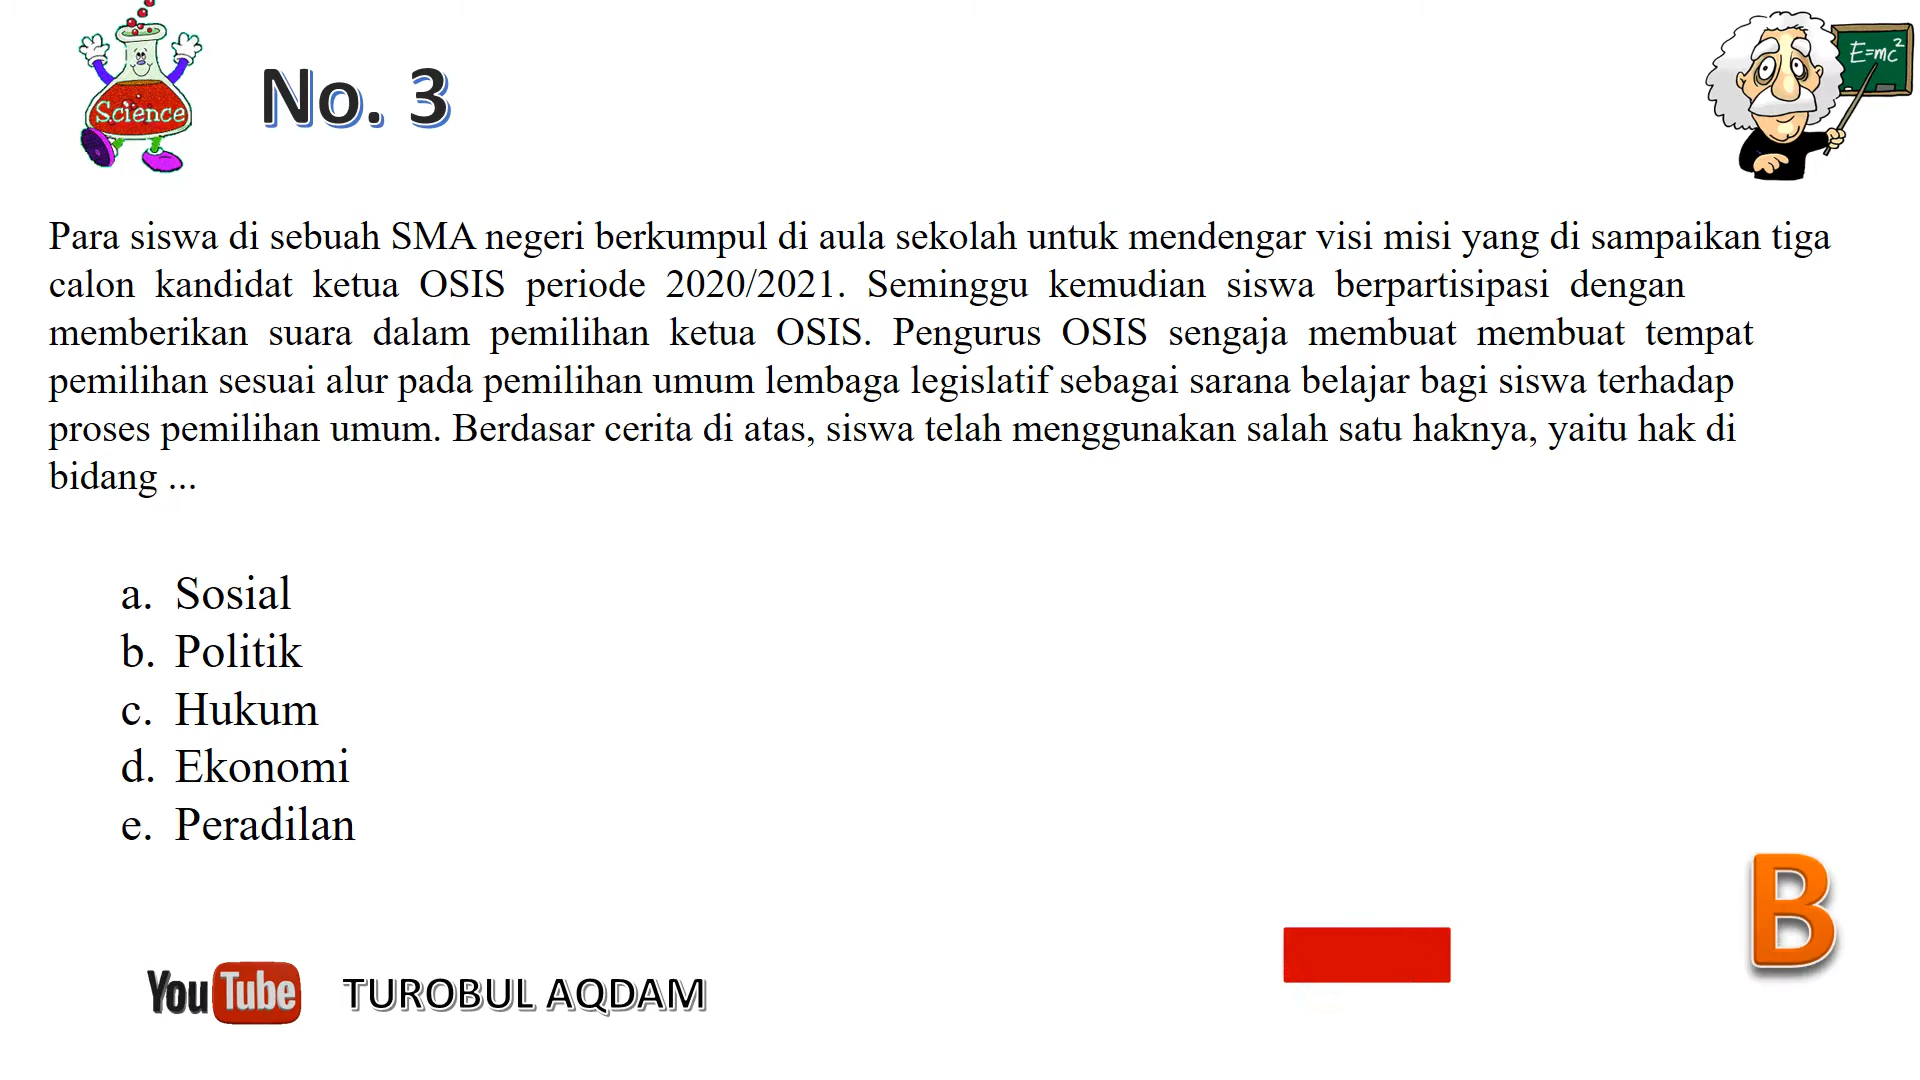 Science
No. 3
E=mc²
Para siswa di sebuah SMA negeri berkumpul di aula sekolah untuk mendengar visi misi yang di sampaikan tiga
calon kandidat ketua OSIS periode 2020/2021. Seminggu kemudian siswa berpartisipasi dengan
memberikan suara dalam pemilihan ketua OSIS. Pengurus OSIS sengaja membuat membuat tempat
pemilihan sesuai alur pada pemilihan umum lembaga legislatif sebagai sarana belajar bagi siswa terhadap
proses pemilihan umum. Berdasar cerita di atas, siswa telah menggunakan salah satu haknya, yaitu hak di
bidang ...
a. Sosial
b. Politik
c. Hukum
d. Ekonomi
e. Peradilan
B
YouTube TUROBUL AQDAM